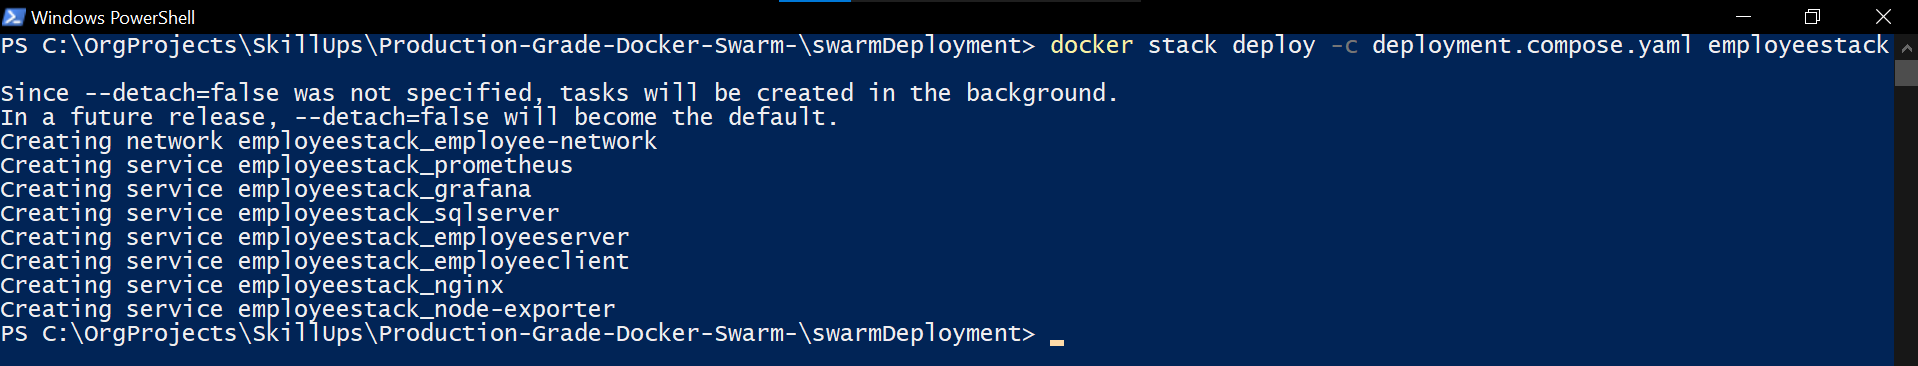 Windows PowerShell
PS C:\OrgProjects\SkillUps\Production-Grade-Docker-Swarm-\swarmDeployment> docker stack deploy -c deployment.compose.yaml employeestack
Since --detach=false was not specified, tasks will be created in the background.
In a future release, --detach=false will become the default.
Creating network employeestack_employee-network
Creating service employeestack_prometheus
Creating service employeestack_grafana
Creating service employeestack_sqlserver
Creating service employeestack_employeeserver
Creating service employeestack_employeeclient
Creating service employeestack_nginx
Creating service employeestack_node-exporter
PS C:\OrgProjects\SkillUps\Production-Grade-Docker-Swarm-\swarmDeployment>